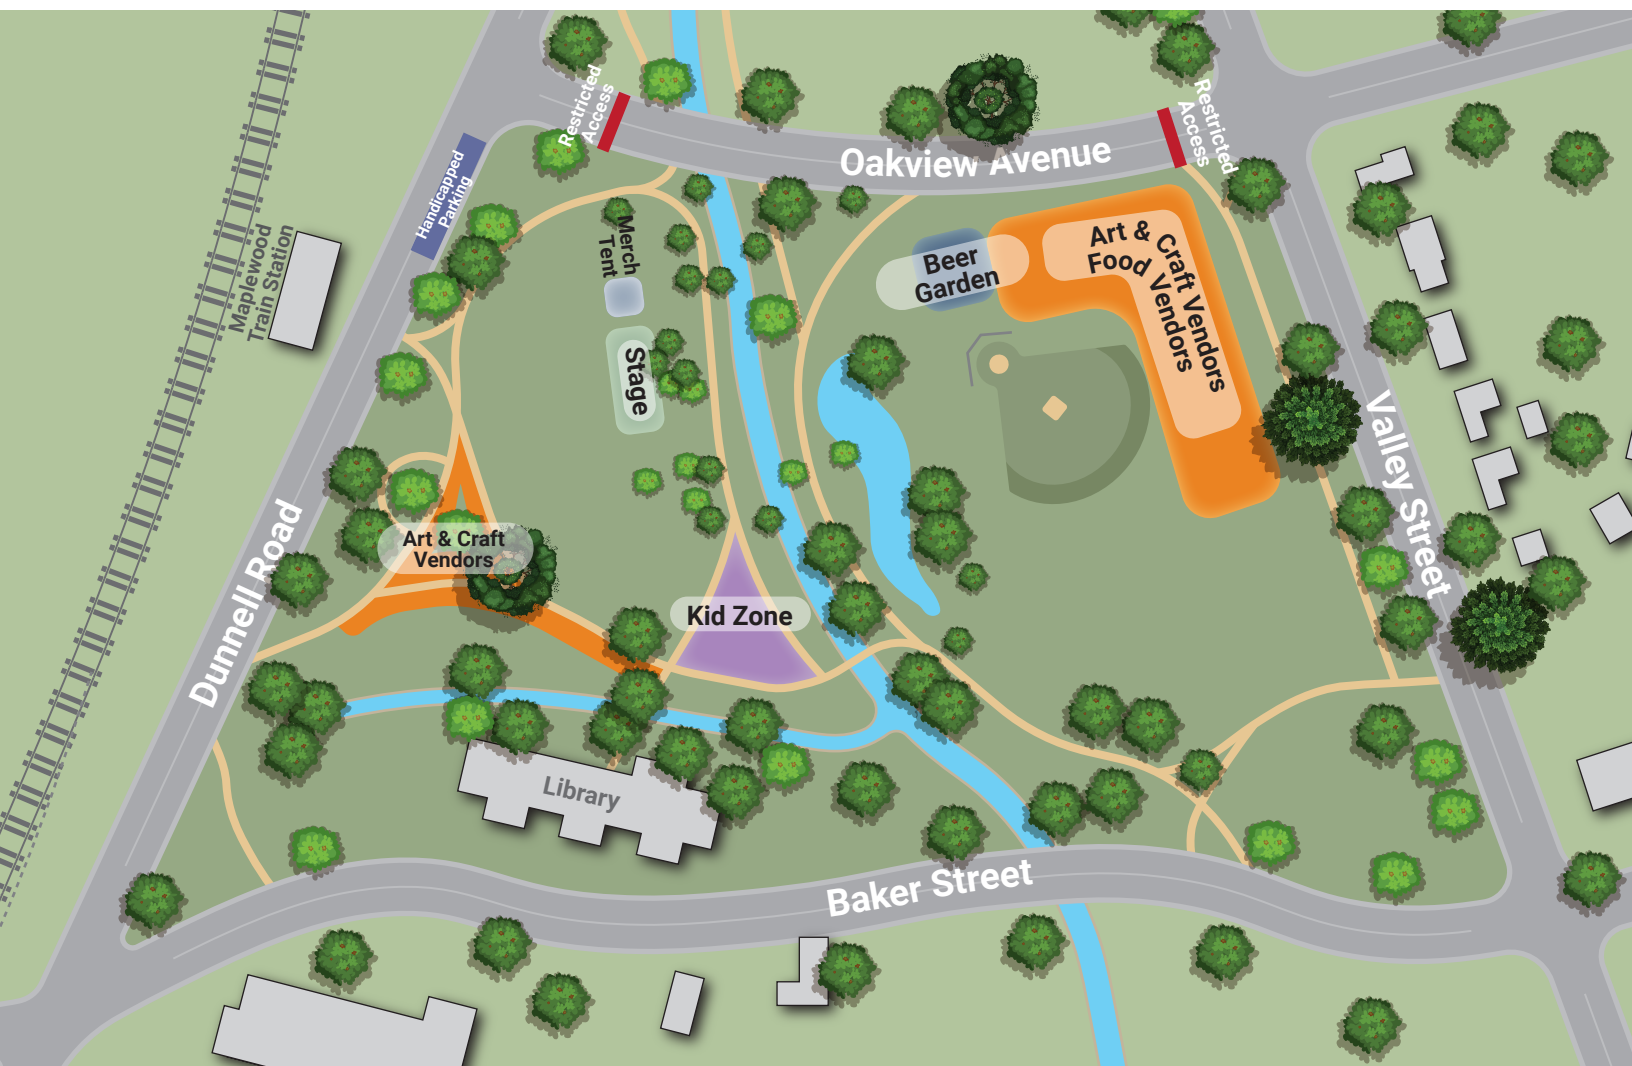 Restricted
Access
Restricted
Access
Oakview Avenue
Handicapped
Parking
Maplewood
Train Station
Merch
Tent
Beer
Garden
Art &
Food
Vendors
Craft Vendors
Stage
Valley Street
Art & Craft
Vendors
Dunnell Road
Kid Zone
Library
Baker Street